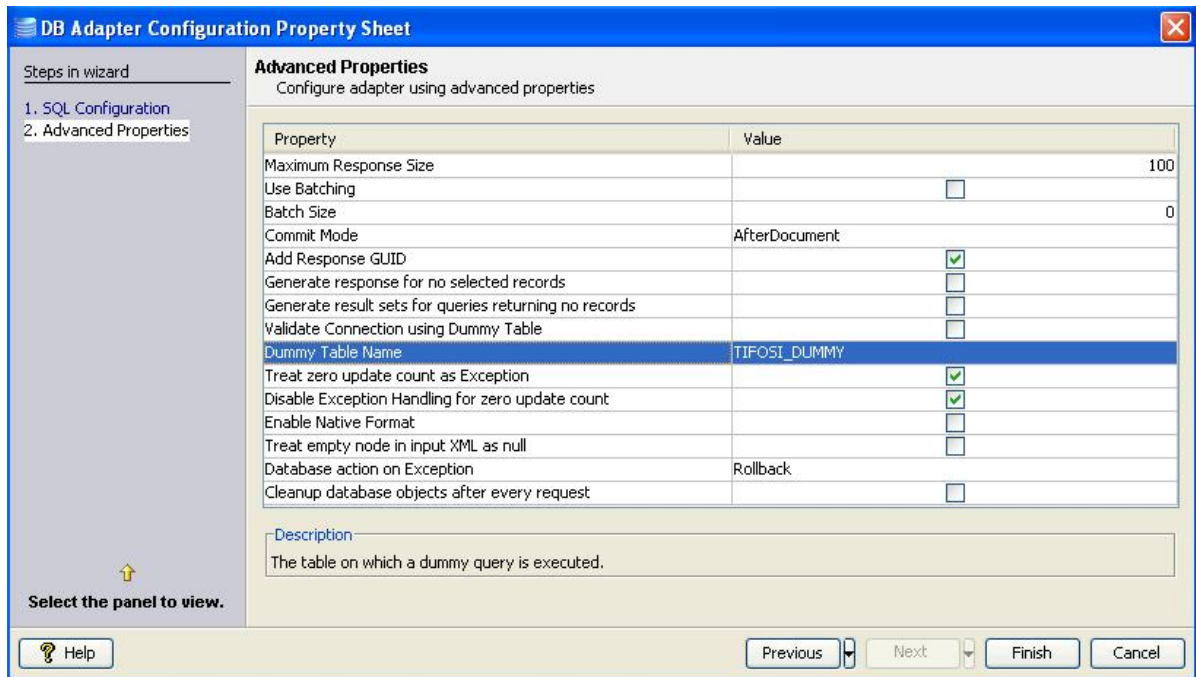 DB Adapter Configuration Property Sheet
Steps in wizard
1. SQL Configuration
2. Advanced Properties
Select the panel to view.
Advanced Properties
Configure adapter using advanced properties
Property Value
Maximum Response Size 100
Use Batching
Batch Size 0
Commit Mode AfterDocument
Add Response GUID
Generate response for no selected records
Generate result sets for queries returning no records
Validate Connection using Dummy Table
Dummy Table Name TIFOSI_DUMMY
Treat zero update count as Exception
Disable Exception Handling for zero update count
Enable Native Format
Treat empty node in input XML as null
Database action on Exception Rollback
Cleanup database objects after every request
Description
The table on which a dummy query is executed.
Help Previous Next Finish Cancel